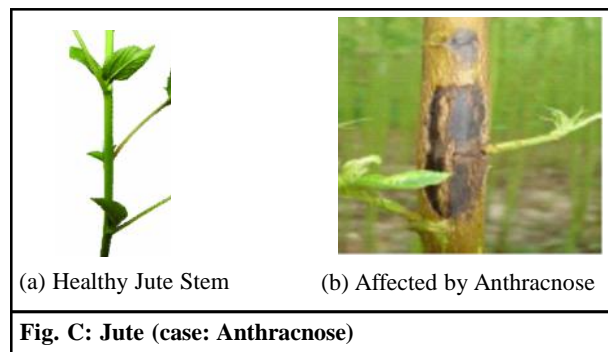 (a) Healthy Jute Stem (b) Affected by Anthracnose
Fig. C: Jute (case: Anthracnose)